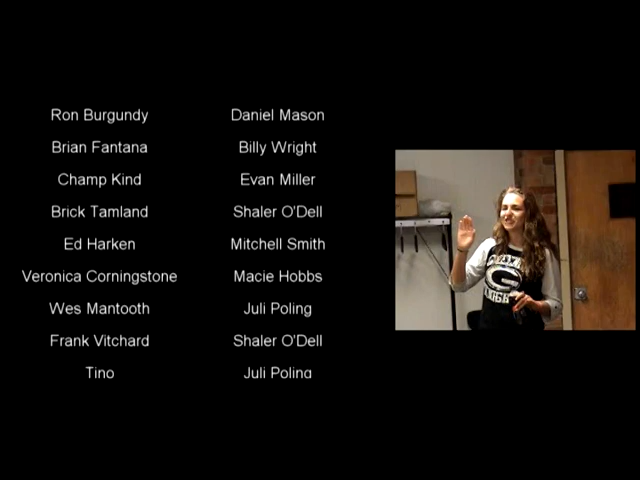 Ron Burgundy Daniel Mason
Brian Fantana Billy Wright
Champ Kind Evan Miller
Brick Tamland Shaler O'Dell
Ed Harken Mitchell Smith
Veronica Corningstone Macie Hobbs
Wes Mantooth Juli Poling
Frank Vitchard Shaler O'Dell
Tino Juli Poling
G